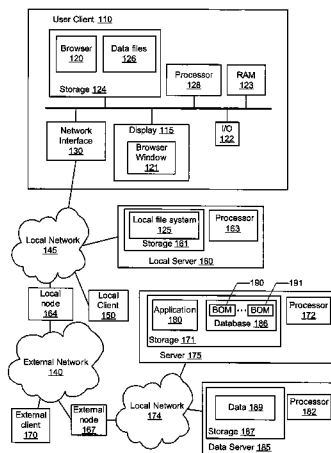 User Client 110
Browser
120
Data files
126
Storage 124
Processor
128
RAM
123
Network
Interface
130
Display 115
Browser
Window
121
I/O
122
Local Network
145
Local file system
125
Storage 181
Processor
163
Local Server 160
Local
node
164
Local
Client
150
190
191
Application
180
BOM ... BOM
Database 186
Storage 171
Processor
172
Server
175
External Network
140
External
client
170
External
node
167
Local Network
174
Data 189
Storage 187
Processor
182
Data Server 185